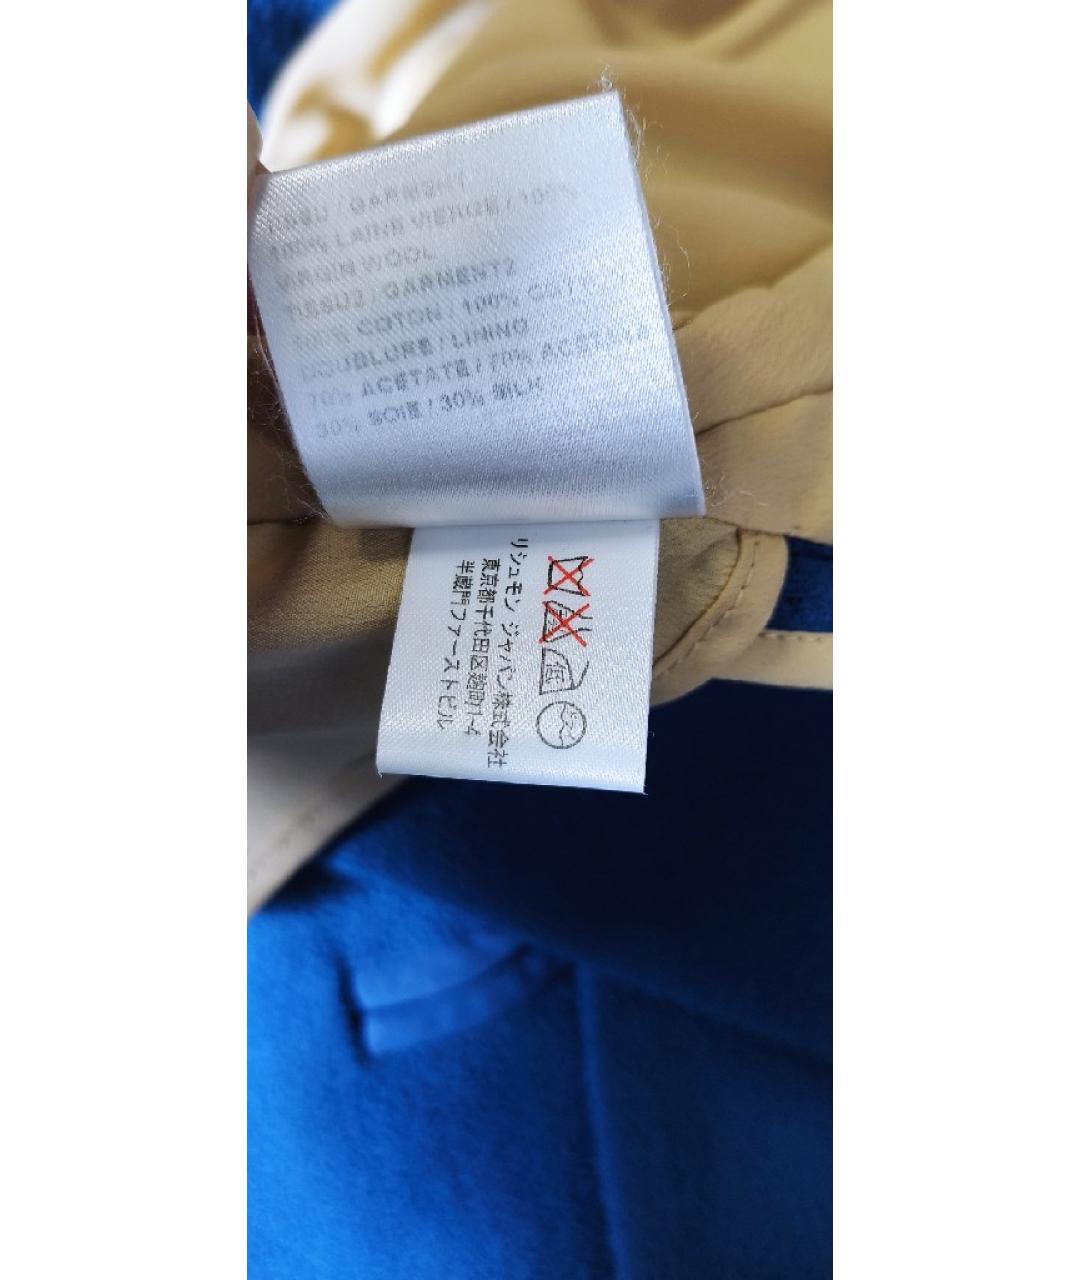 TISSU / GARMENT
100% LAINE VIERGE / 100%
VIRGIN WOOL
TISSU2 / GARMENT2
100% COTON / 100% COTON
DOUBLURE / LINING
70% ACETATE / 70% ACETATE
30% SOIE / 30% SILK
低
リシュモン ジャパン株式会社
東京都千代田区麹町1-4
半蔵門ファーストビル